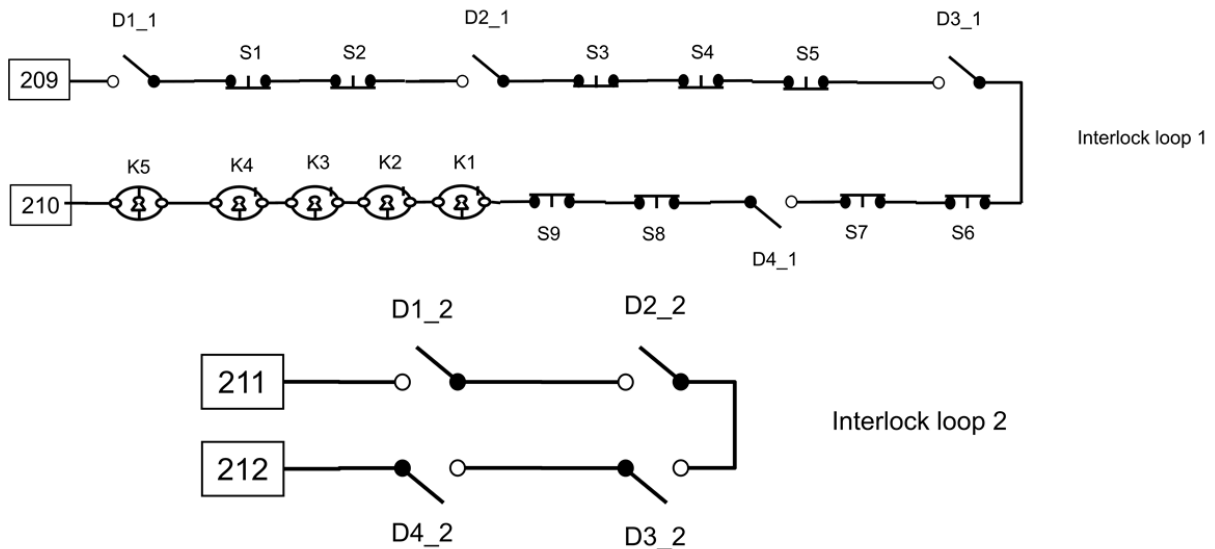 D1_1 D2_1 D3_1
S1 S2 S3 S4 S5
209
Interlock loop 1
K5 K4 K3 K2 K1
210
S9 S8 S7 S6
D4_1
D1_2 D2_2
211
Interlock loop 2
212
D4_2 D3_2